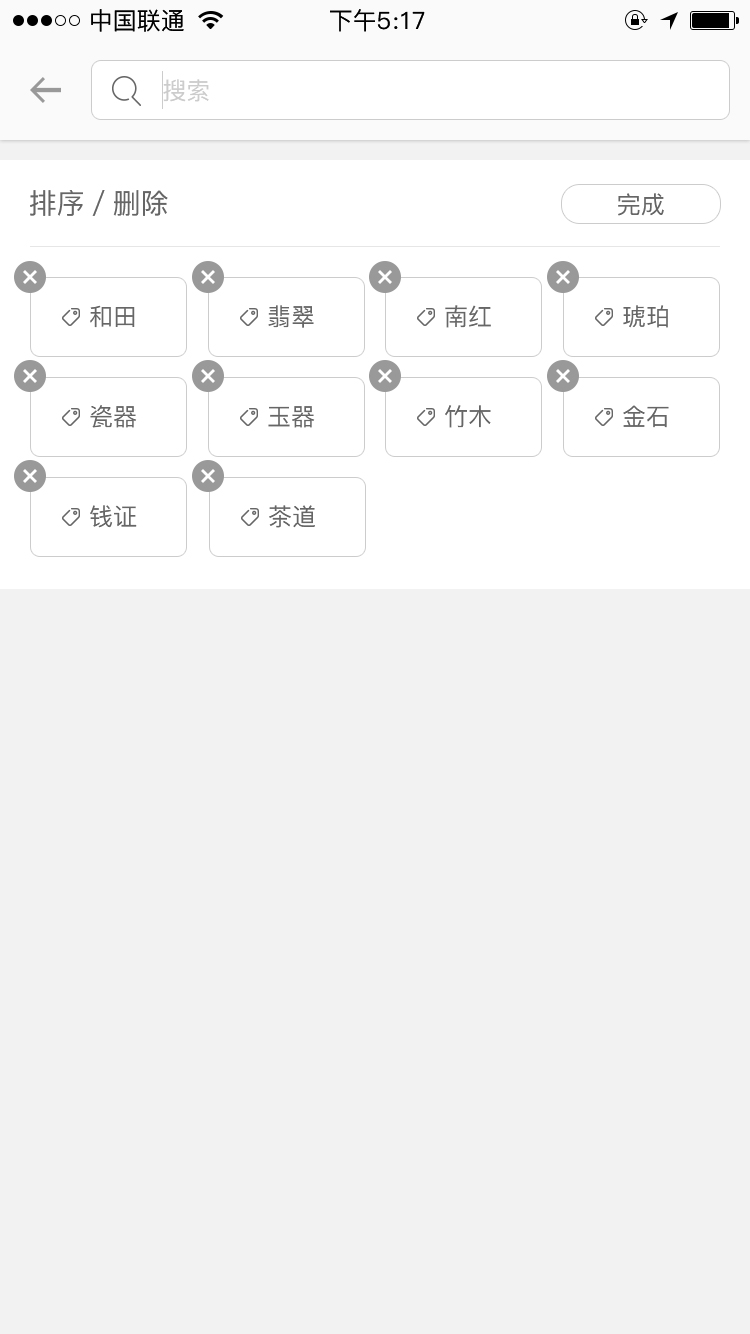 中国联通 下午5:17
搜索
排序 / 删除 完成
和田 翡翠 南红 琥珀
瓷器 玉器 竹木 金石
钱证 茶道